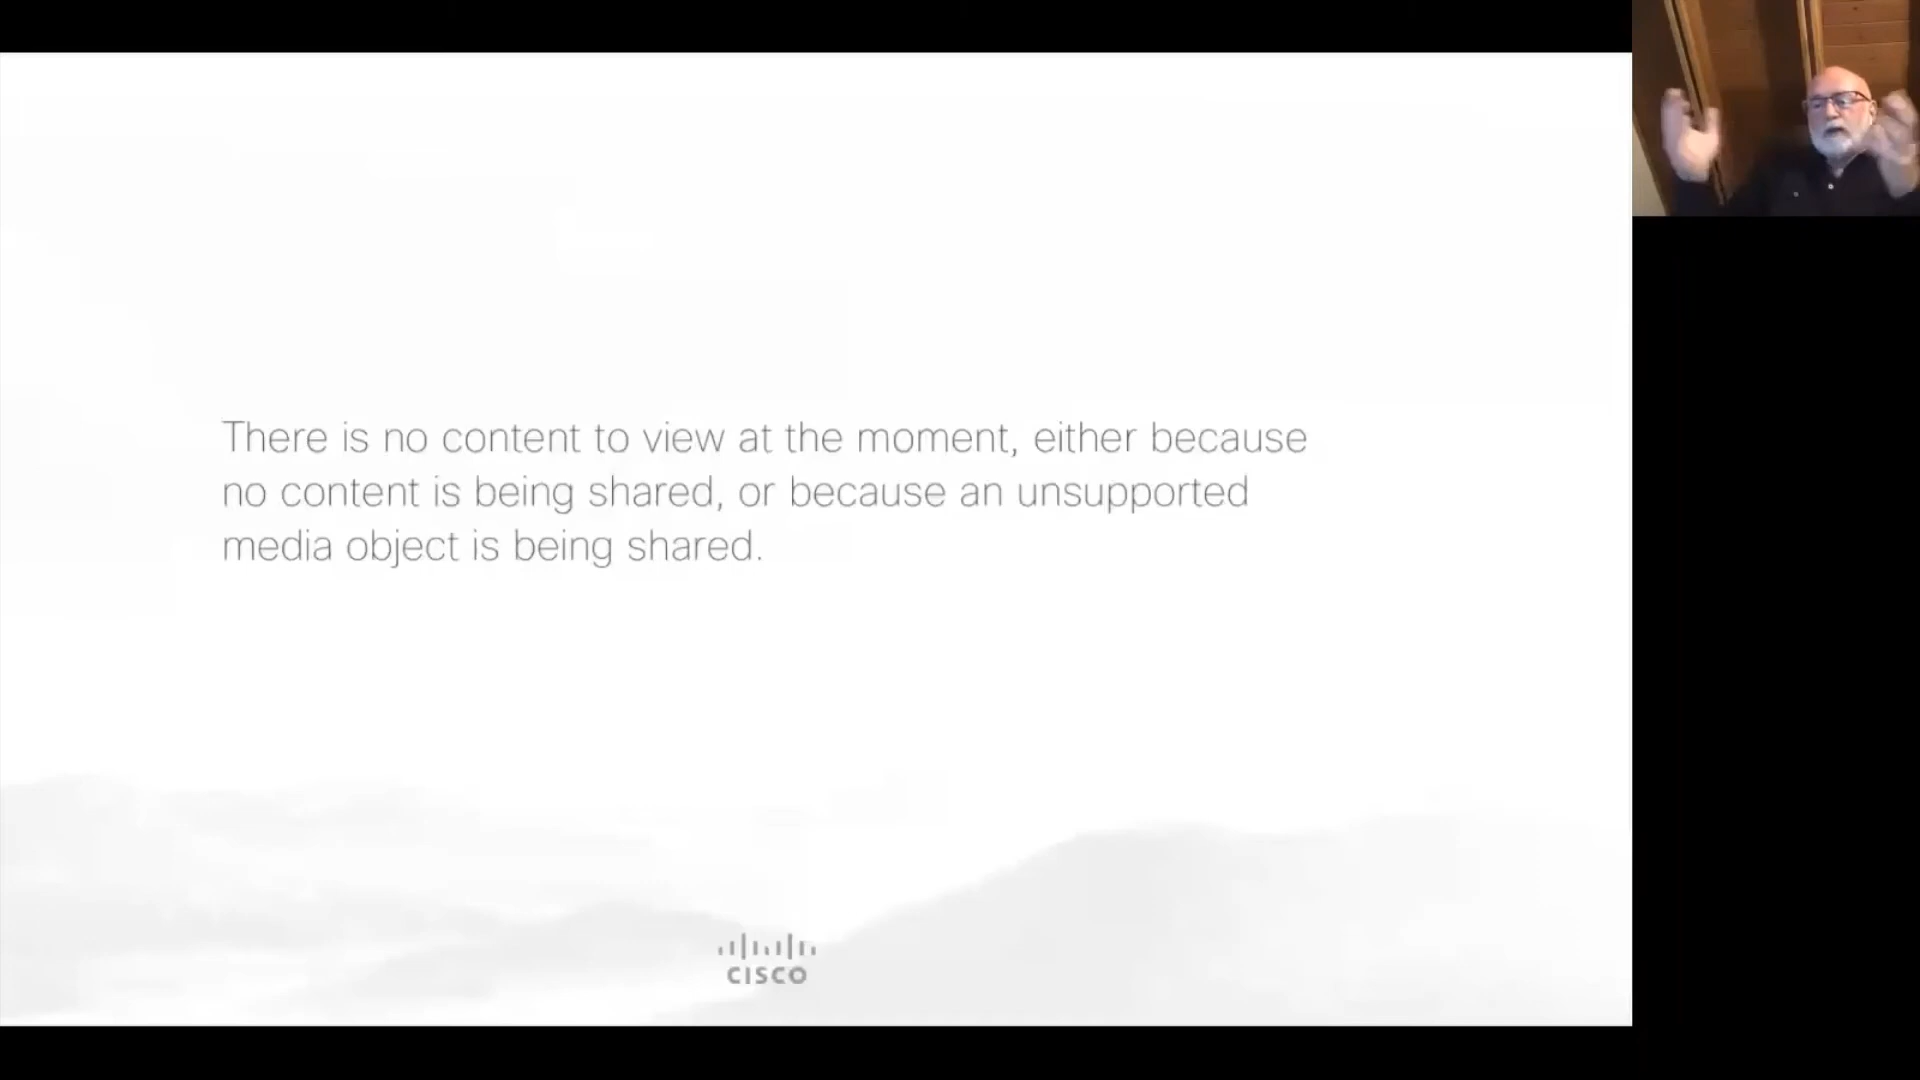 There is no content to view at the moment, either because
no content is being shared, or because an unsupported
media object is being shared.
CISCO